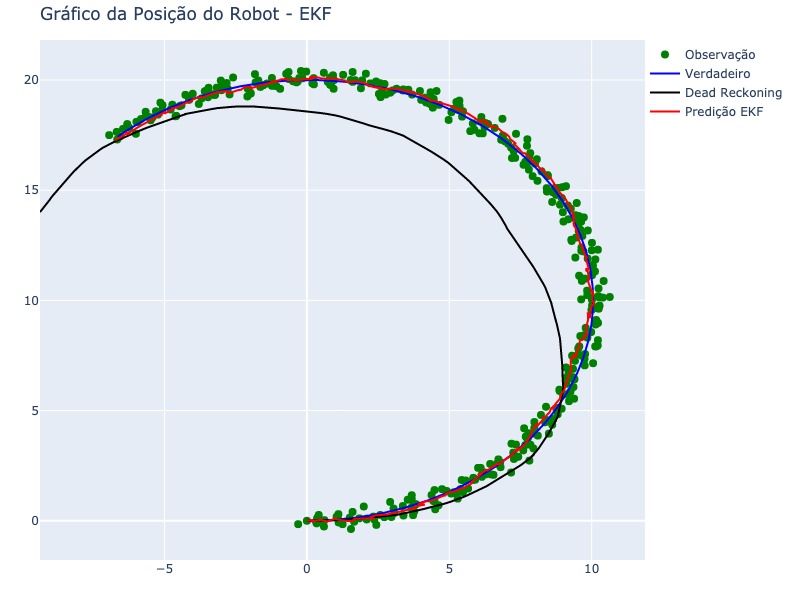 Gráfico da Posição do Robot - EKF
Observação
Verdadeiro
Dead Reckoning
Predição EKF
20
15
10
5
0
−5
0
5
10